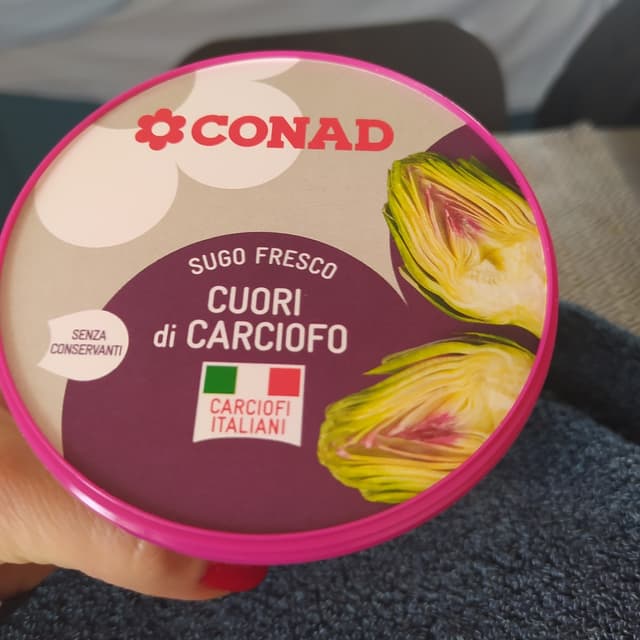 CONAD
SUGO FRESCO
CUORI
di CARCIOFO
SENZA
CONSERVANTI
CARCIOFI
ITALIANI